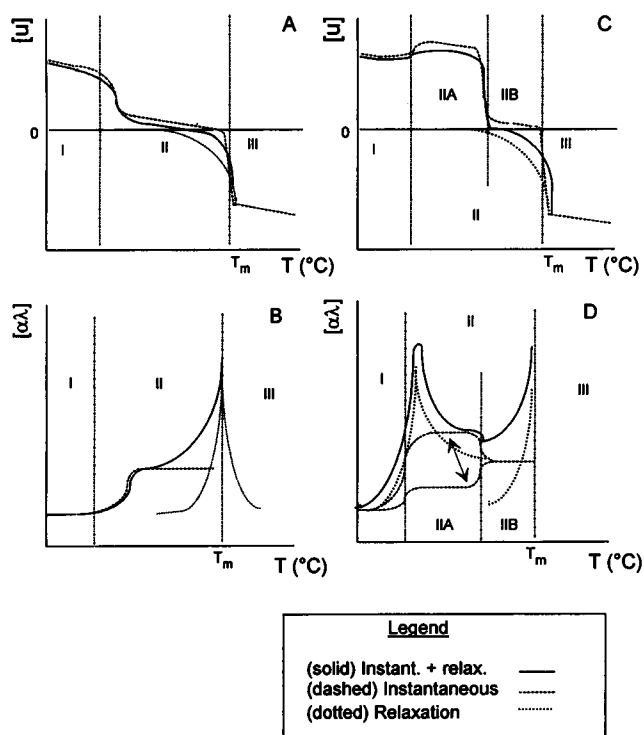 A
C
IIA
IIB
0
I
II
III
0
I
III
II
Tm
T (°C)
Tm
T (°C)
[αλ]
B
[αλ]
D
II
I
II
III
I
III
IIA
IIB
Tm
T (°C)
Tm
T (°C)
Legend
(solid) Instant. + relax.
(dashed) Instantaneous
(dotted) Relaxation